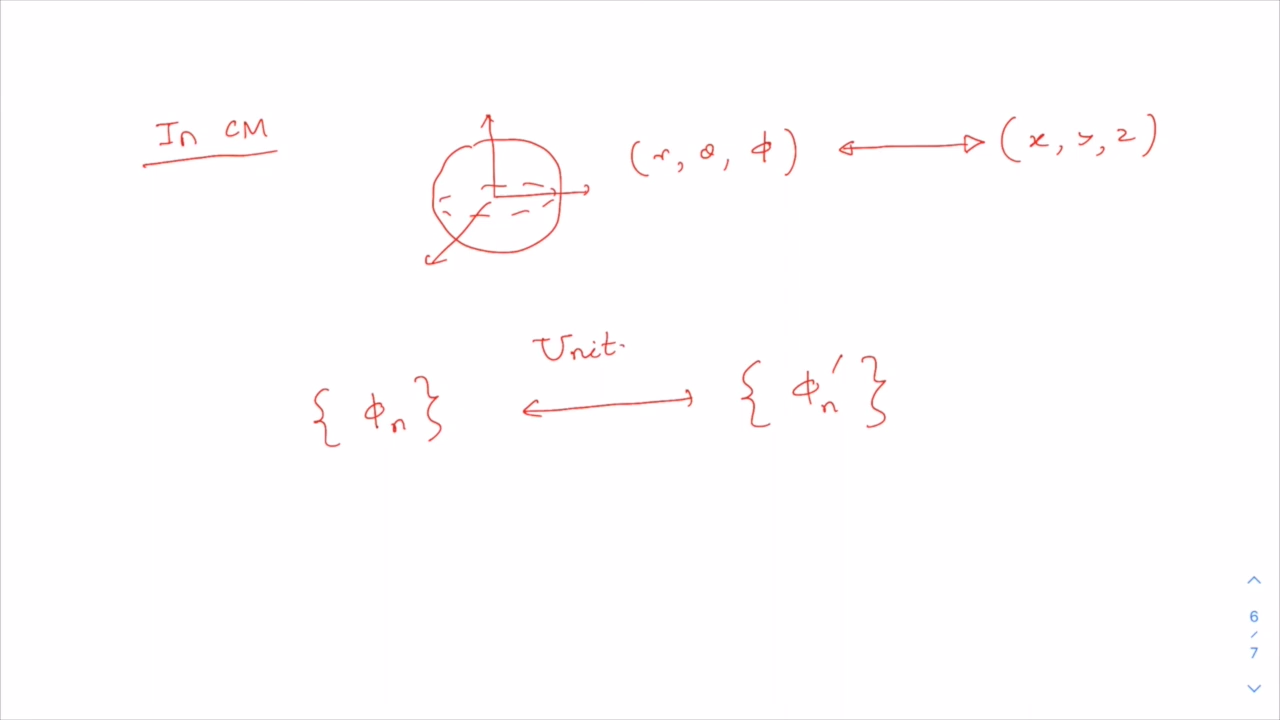 In CM
(r, θ, ϕ) ⟷ (x, y, z)
Unit.
{ϕₙ} ⟷ {ϕₙ′}
6
/
7